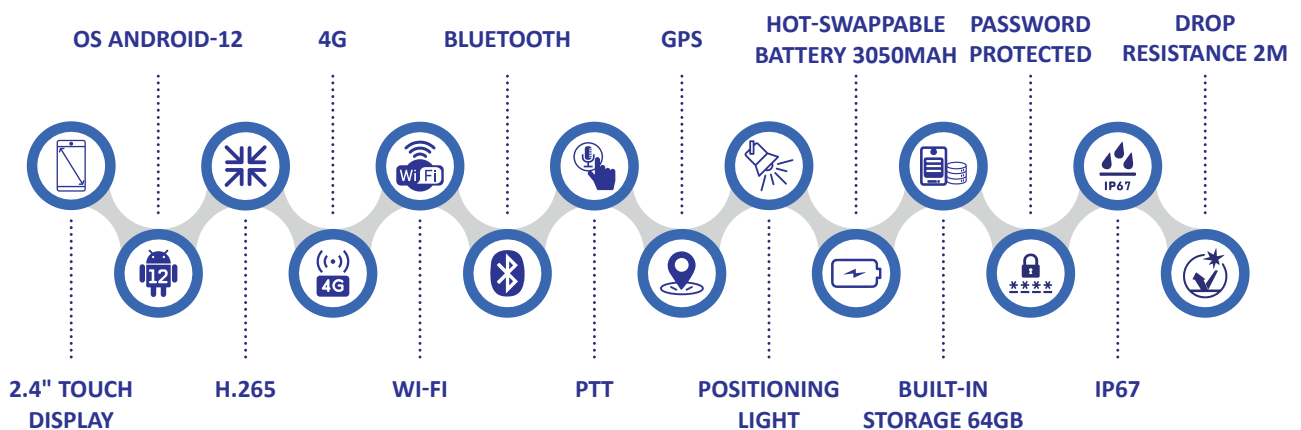 OS ANDROID-12
4G
BLUETOOTH
GPS
HOT-SWAPPABLE
BATTERY 3050MAH
PASSWORD
PROTECTED
DROP
RESISTANCE 2M
Wi Fi
IP67
12
4G
****
2.4" TOUCH
DISPLAY
H.265
WI-FI
PTT
POSITIONING
LIGHT
BUILT-IN
STORAGE 64GB
IP67